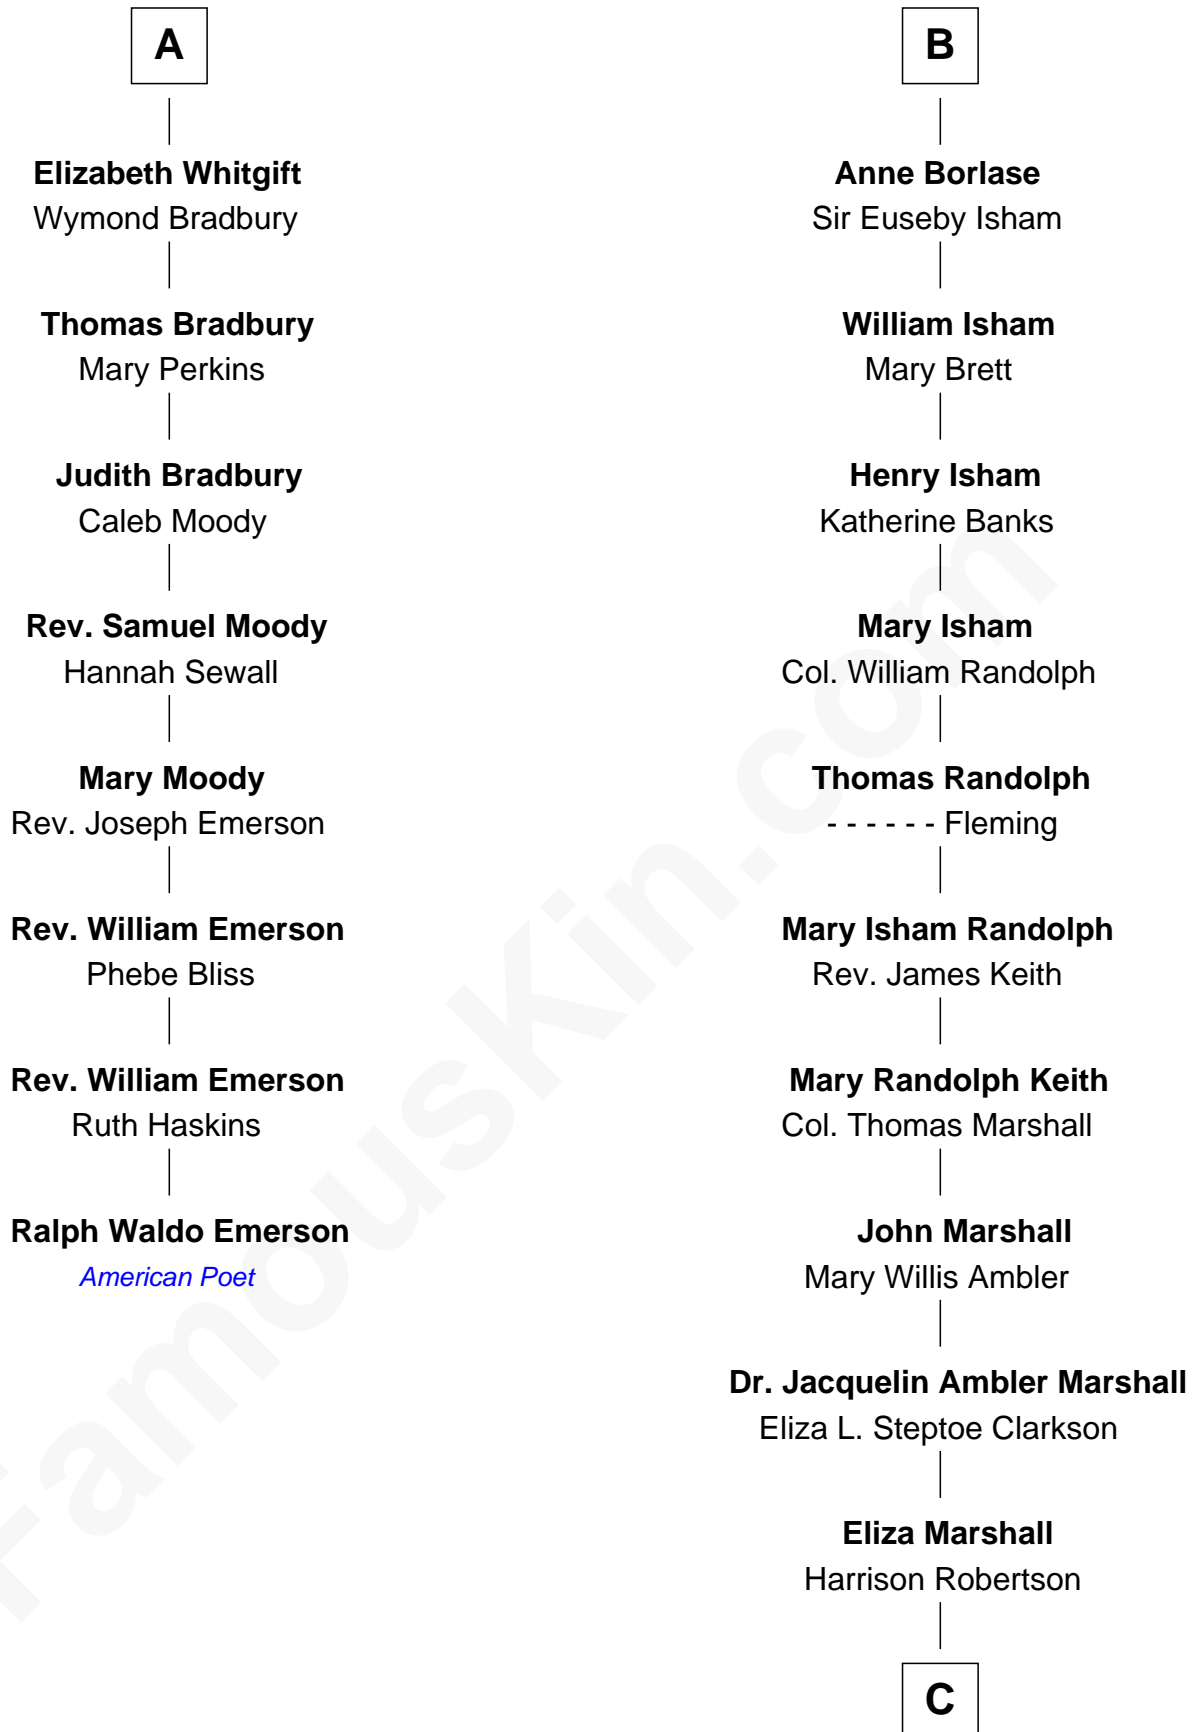 A
Elizabeth Whitgift
Wymond Bradbury
Thomas Bradbury
Mary Perkins
Judith Bradbury
Caleb Moody
Rev. Samuel Moody
Hannah Sewall
Mary Moody
Rev. Joseph Emerson
Rev. William Emerson
Phebe Bliss
Rev. William Emerson
Ruth Haskins
Ralph Waldo Emerson
American Poet
B
Anne Borlase
Sir Euseby Isham
William Isham
Mary Brett
Henry Isham
Katherine Banks
Mary Isham
Col. William Randolph
Thomas Randolph
- - - - - - Fleming
Mary Isham Randolph
Rev. James Keith
Mary Randolph Keith
Col. Thomas Marshall
John Marshall
Mary Willis Ambler
Dr. Jacquelin Ambler Marshall
Eliza L. Steptoe Clarkson
Eliza Marshall
Harrison Robertson
C
FamousKin.com